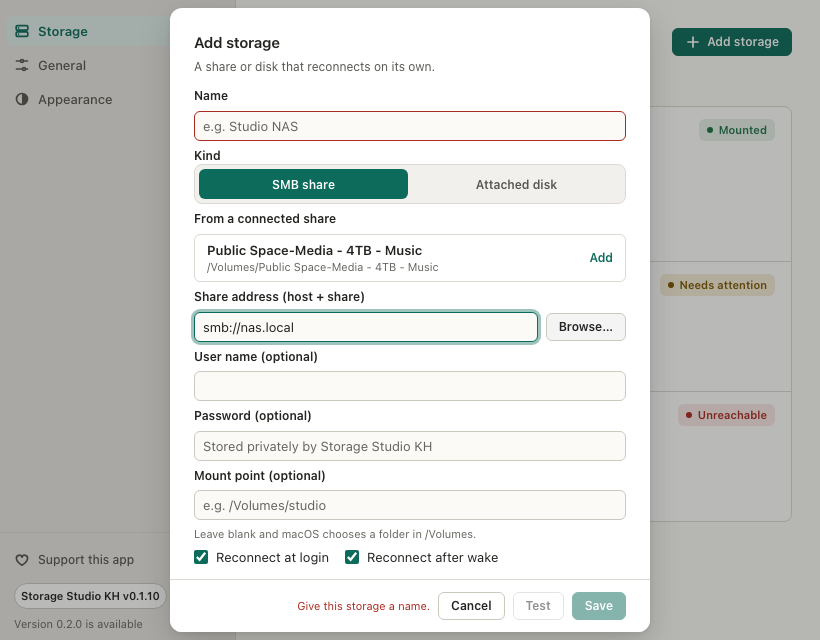 Storage
General
Appearance
Support this app
Storage Studio KH v0.1.10
Version 0.2.0 is available
Add storage
Mounted
Needs attention
Unreachable
Add storage
A share or disk that reconnects on its own.
Name
e.g. Studio NAS
Kind
SMB share
Attached disk
From a connected share
Public Space-Media - 4TB - Music
/Volumes/Public Space-Media - 4TB - Music
Add
Share address (host + share)
smb://nas.local
Browse...
User name (optional)
Password (optional)
Stored privately by Storage Studio KH
Mount point (optional)
e.g. /Volumes/studio
Leave blank and macOS chooses a folder in /Volumes.
Reconnect at login
Reconnect after wake
Give this storage a name.
Cancel
Test
Save